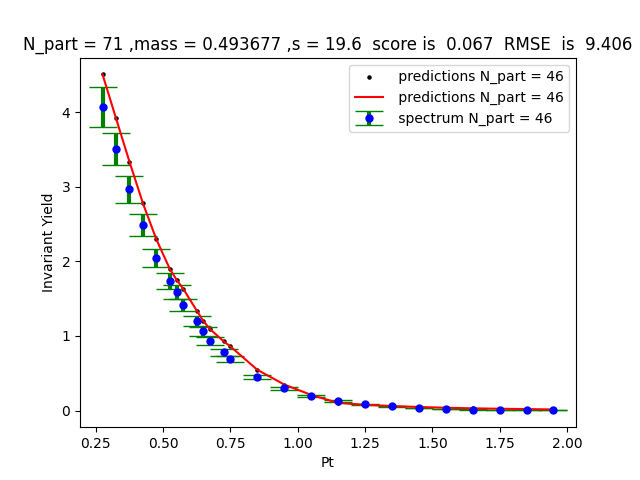 N_part = 71 ,mass = 0.493677 ,s = 19.6  score is  0.067  RMSE  is  9.406
predictions N_part = 46
predictions N_part = 46
spectrum N_part = 46
Invariant Yield
4
3
2
1
0
0.25 0.50 0.75 1.00 1.25 1.50 1.75 2.00
Pt